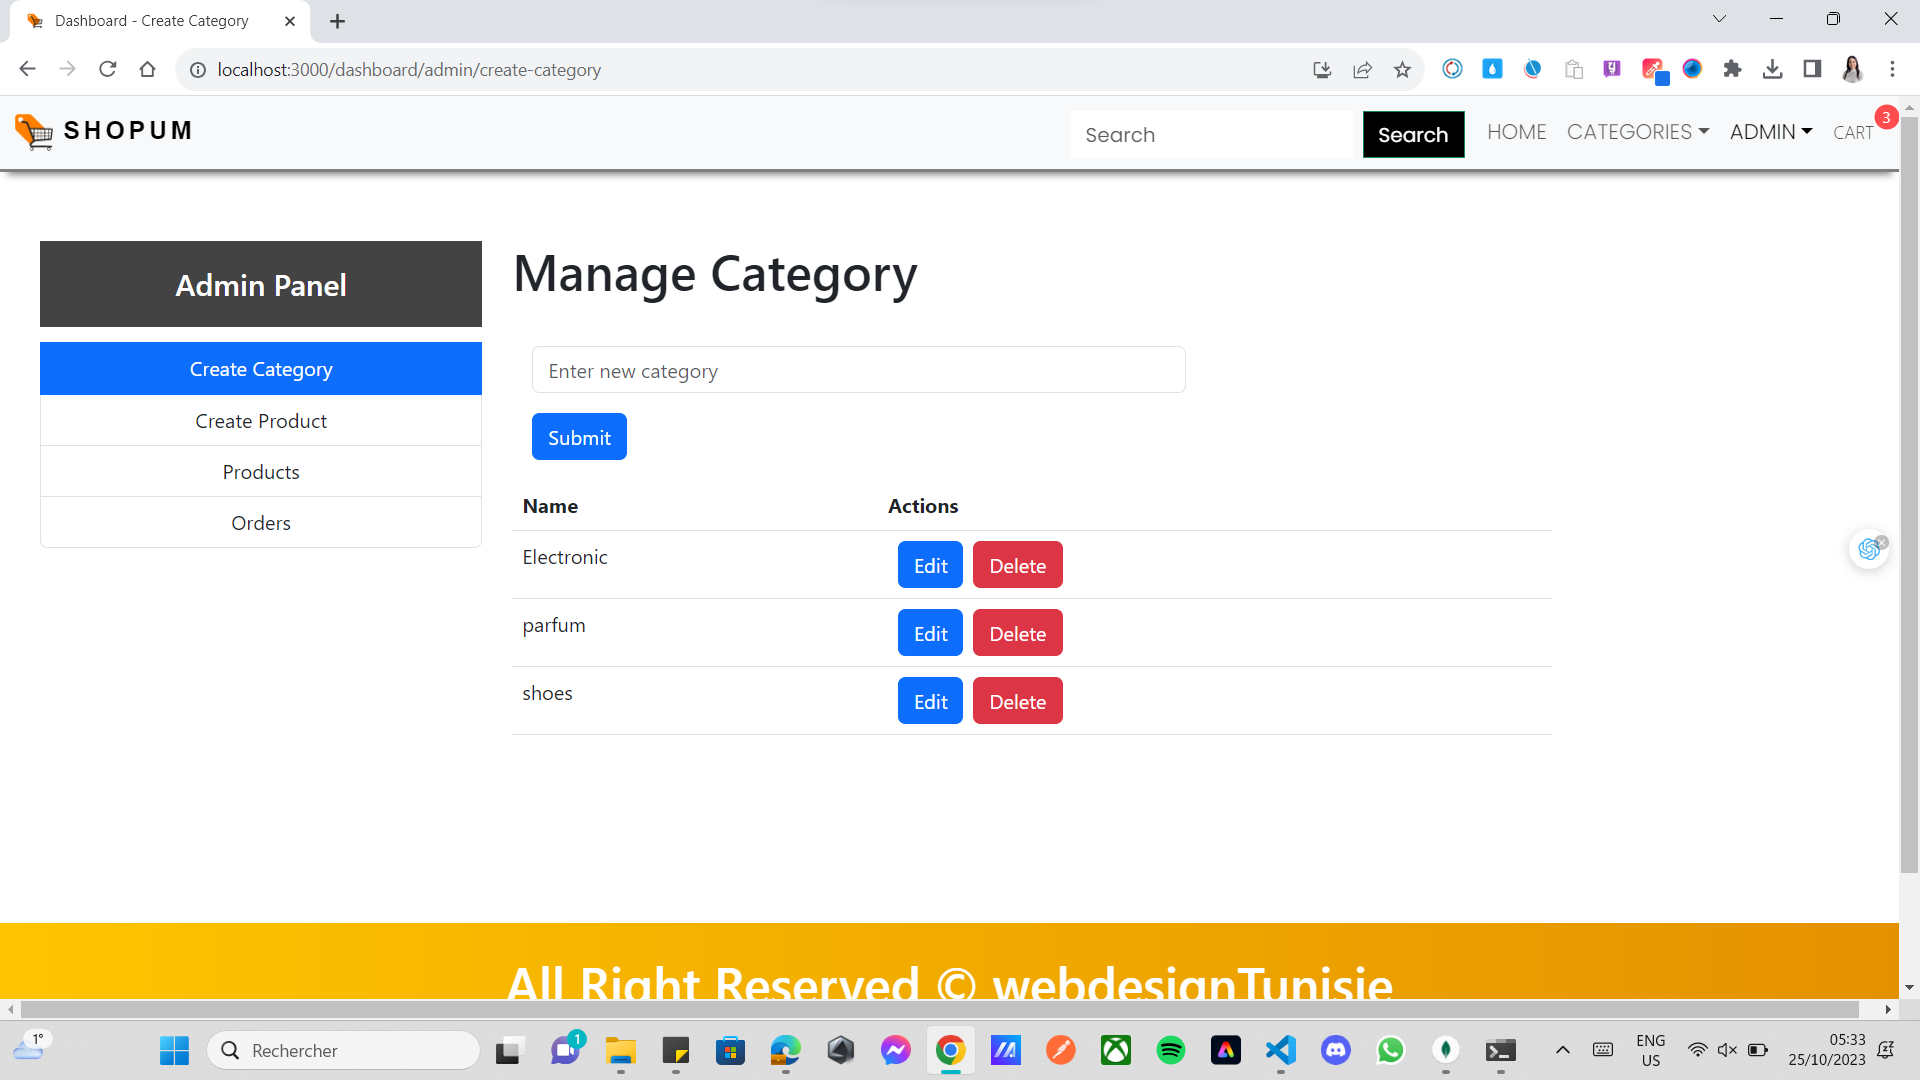 Dashboard - Create Category
localhost:3000/dashboard/admin/create-category
SHOPUM
Search
Search
HOME
CATEGORIES
ADMIN
CART
3
Admin Panel
Create Category
Create Product
Products
Orders
Manage Category
Enter new category
Submit
Name Actions
Electronic Edit Delete
parfum Edit Delete
shoes Edit Delete
All Right Reserved © webdesignTunisie
1°
Rechercher
1
ENG
US
05:33
25/10/2023